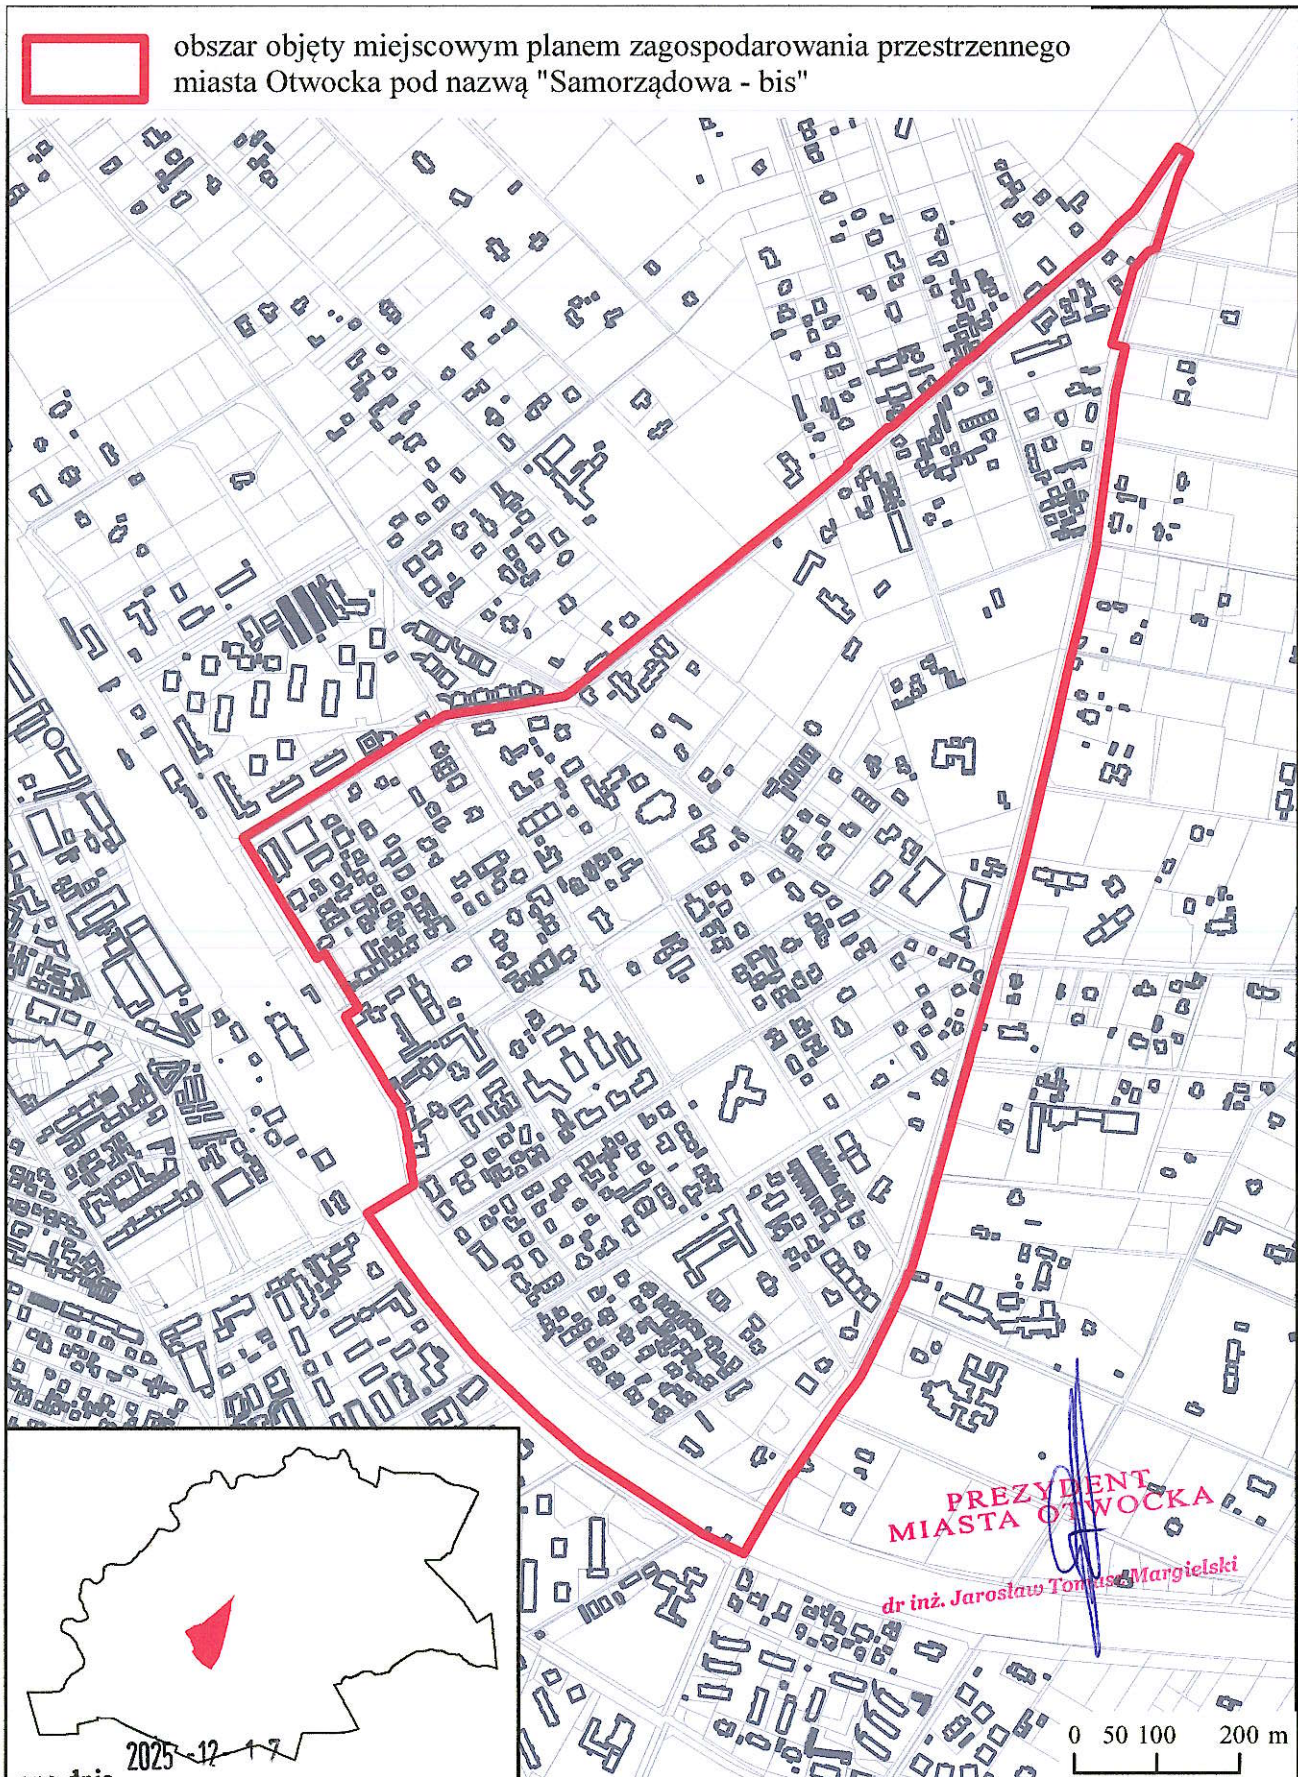 obszar objęty miejscowym planem zagospodarowania przestrzennego
miasta Otwocka pod nazwą "Samorządowa - bis"
PREZYDENT
MIASTA OTWOCKA
dr inż. Jarosław Tomasz Margielski
2025 -12- 17
dnia
0 50 100 200 m